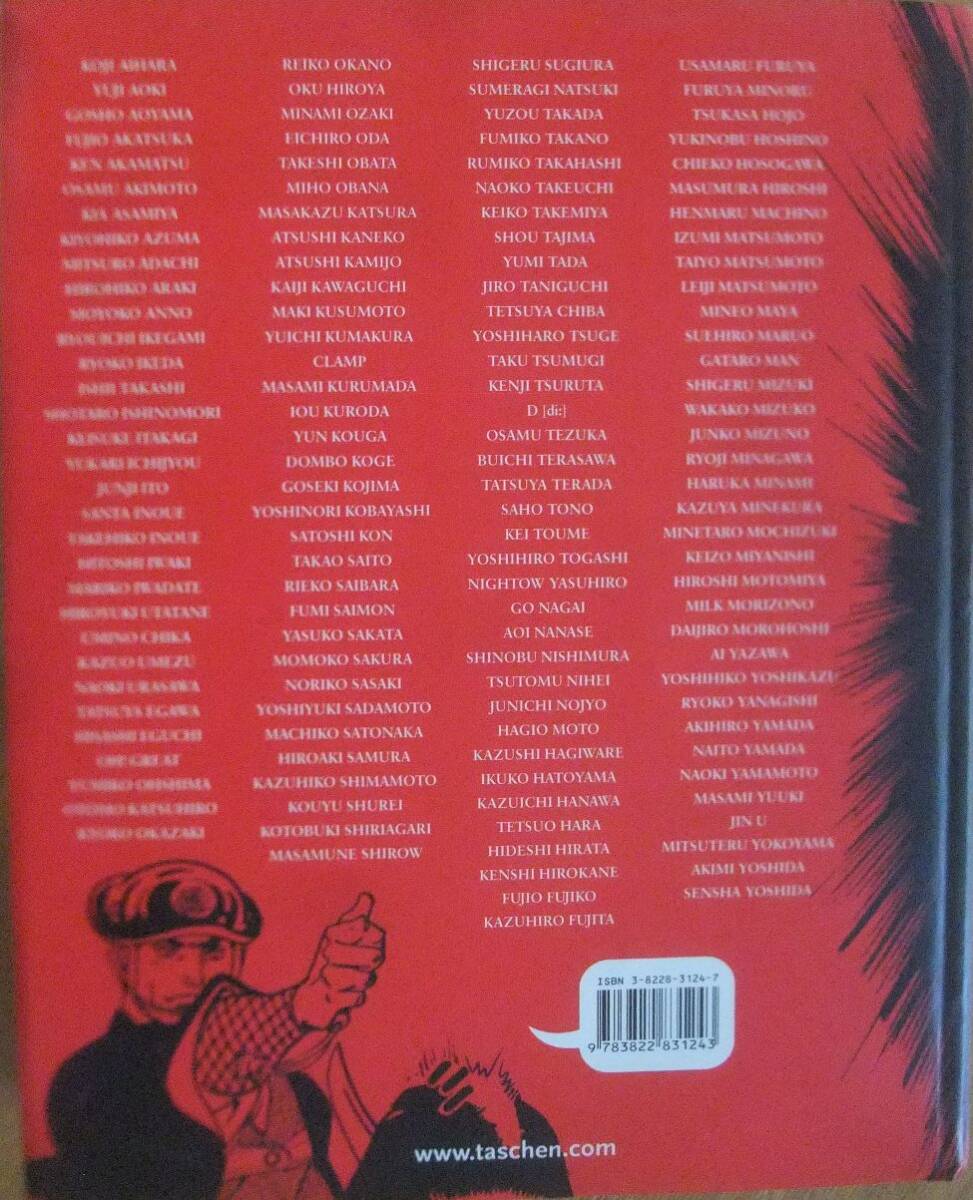 KOJI AIHARA
YUJI AOKI
GOSHO AOYAMA
FUJIO AKATSUKA
KEN AKAMATSU
OSAMU AKIMOTO
KIA ASAMIYA
KIYOHIKO AZUMA
MITSURO ADACHI
HIROHIKO ARAKI
MOYOKO ANNO
RYOUICHI IKEGAMI
RYOKO IKEDA
ISHII TAKASHI
SHOTARO ISHINOMORI
KEISUKE ITAKAGI
YUKARI ICHIJYOU
JUNJI ITO
SANTA INOUE
TAKEHIKO INOUE
HITOSHI IWAKI
MARIKO IWADATE
HIROYUKI UTATANE
UMINO CHIKA
KAZUO UMEZU
NAOKI URASAWA
TATSUYA EGAWA
HISASHI EGUCHI
OH! GREAT
YUMIKO OHSHIMA
OTOMO KATSUHIRO
KYOKO OKAZAKI
REIKO OKANO
OKU HIROYA
MINAMI OZAKI
EICHIRO ODA
TAKESHI OBATA
MIHO OBANA
MASAKAZU KATSURA
ATSUSHI KANEKO
ATSUSHI KAMIJO
KAIJI KAWAGUCHI
MAKI KUSUMOTO
YUICHI KUMAKURA
CLAMP
MASAMI KURUMADA
IOU KURODA
YUN KOUGA
DOMBO KOGE
GOSEKI KOJIMA
YOSHINORI KOBAYASHI
SATOSHI KON
TAKAO SAITO
RIEKO SAIBARA
FUMI SAIMON
YASUKO SAKATA
MOMOKO SAKURA
NORIKO SASAKI
YOSHIYUKI SADAMOTO
MACHIKO SATONAKA
HIROAKI SAMURA
KAZUHIKO SHIMAMOTO
KOUYU SHUREI
KOTOBUKI SHIRIAGARI
MASAMUNE SHIROW
SHIGERU SUGIURA
SUMERAGI NATSUKI
YUZOU TAKADA
FUMIKO TAKANO
RUMIKO TAKAHASHI
NAOKO TAKEUCHI
KEIKO TAKEMIYA
SHOU TAJIMA
YUMI TADA
JIRO TANIGUCHI
TETSUYA CHIBA
YOSHIHARO TSUGE
TAKU TSUMUGI
KENJI TSURUTA
D [di:]
OSAMU TEZUKA
BUICHI TERASAWA
TATSUYA TERADA
SAHO TONO
KEI TOUME
YOSHIHIRO TOGASHI
NIGHTOW YASUHIRO
GO NAGAI
AOI NANASE
SHINOBU NISHIMURA
TSUTOMU NIHEI
JUNICHI NOJYO
HAGIO MOTO
KAZUSHI HAGIWARE
IKUKO HATOYAMA
KAZUICHI HANAWA
TETSUO HARA
HIDESHI HIRATA
KENSHI HIROKANE
FUJIO FUJIKO
KAZUHIRO FUJITA
USAMARU FURUYA
FURUYA MINORU
TSUKASA HOJO
YUKINOBU HOSHINO
CHIEKO HOSOGAWA
MASUMURA HIROSHI
HENMARU MACHINO
IZUMI MATSUMOTO
TAIYO MATSUMOTO
LEIJI MATSUMOTO
MINEO MAYA
SUEHIRO MARUO
GATARO MAN
SHIGERU MIZUKI
WAKAKO MIZUKO
JUNKO MIZUNO
RYOJI MINAGAWA
HARUKA MINAMI
KAZUYA MINEKURA
MINETARO MOCHIZUKI
KEIZO MIYANISHI
HIROSHI MOTOMIYA
MILK MORIZONO
DAIJIRO MOROHOSHI
AI YAZAWA
YOSHIHIKO YOSHIKAZU
RYOKO YANAGISHI
AKIHIRO YAMADA
NAITO YAMADA
NAOKI YAMAMOTO
MASAMI YUUKI
JIN U
MITSUTERU YOKOYAMA
AKIMI YOSHIDA
SENSHA YOSHIDA
ISBN 3-8228-3124-7
9 783822 831243
www.taschen.com